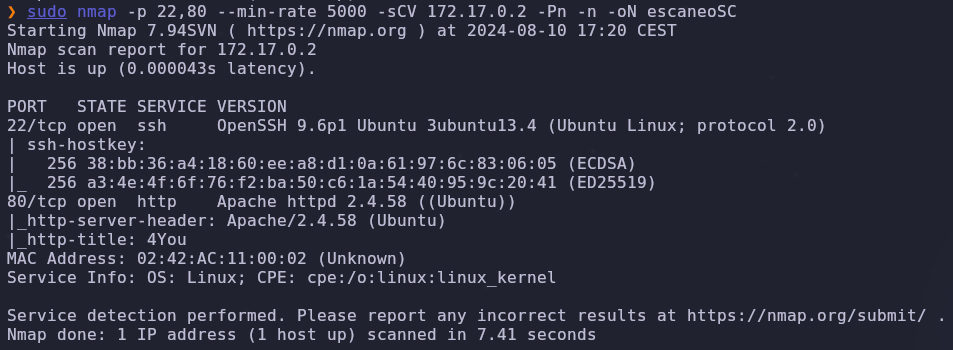 ❯ sudo nmap -p 22,80 --min-rate 5000 -sCV 172.17.0.2 -Pn -n -oN escaneoSC
Starting Nmap 7.94SVN ( https://nmap.org ) at 2024-08-10 17:20 CEST
Nmap scan report for 172.17.0.2
Host is up (0.000043s latency).

PORT   STATE SERVICE VERSION
22/tcp open  ssh     OpenSSH 9.6p1 Ubuntu 3ubuntu13.4 (Ubuntu Linux; protocol 2.0)
| ssh-hostkey:
|   256 38:bb:36:a4:18:60:ee:a8:d1:0a:61:97:6c:83:06:05 (ECDSA)
|_  256 a3:4e:4f:6f:76:f2:ba:50:c6:1a:54:40:95:9c:20:41 (ED25519)
80/tcp open  http    Apache httpd 2.4.58 ((Ubuntu))
|_http-server-header: Apache/2.4.58 (Ubuntu)
|_http-title: 4You
MAC Address: 02:42:AC:11:00:02 (Unknown)
Service Info: OS: Linux; CPE: cpe:/o:linux:linux_kernel

Service detection performed. Please report any incorrect results at https://nmap.org/submit/ .
Nmap done: 1 IP address (1 host up) scanned in 7.41 seconds